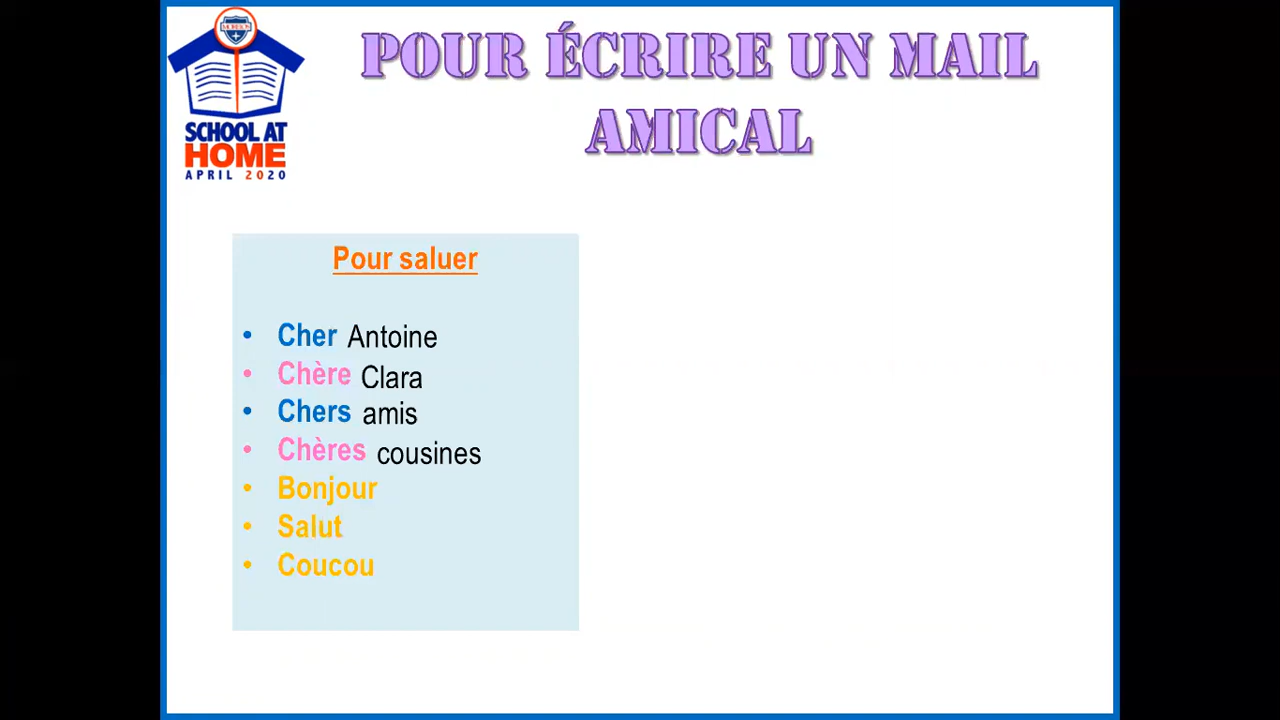 SCHOOL AT
HOME
APRIL 2020
POUR ÉCRIRE UN MAIL
AMICAL
Pour saluer
• Cher Antoine
• Chère Clara
• Chers amis
• Chères cousines
• Bonjour
• Salut
• Coucou